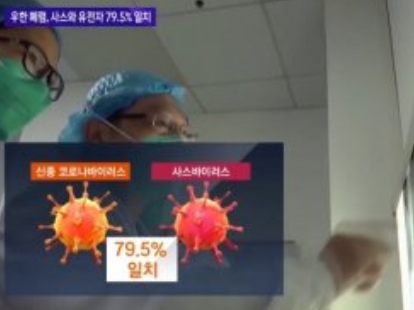 우한 폐렴, 사스와 유전자 79.5% 일치
신종 코로나바이러스
사스바이러스
79.5%
일치